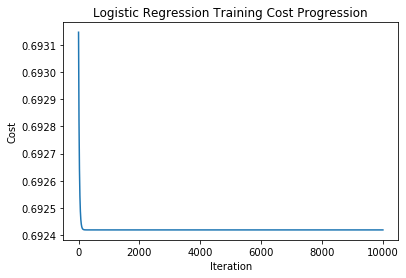 Logistic Regression Training Cost Progression
0.6931
0.6930
0.6929
0.6928
0.6927
0.6926
0.6925
0.6924
Cost
0 2000 4000 6000 8000 10000
Iteration